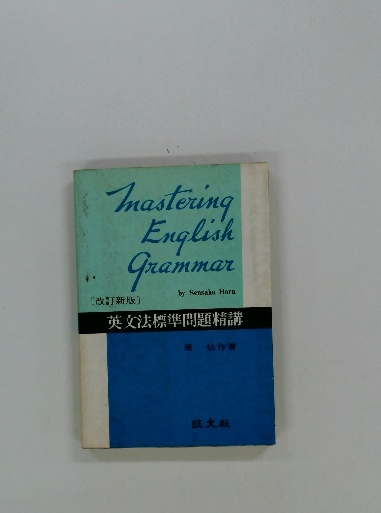 Mastering
English
Grammar
by Sensaku Hara
〔改訂新版〕
英文法標準問題精講
原 仙作著
旺文社